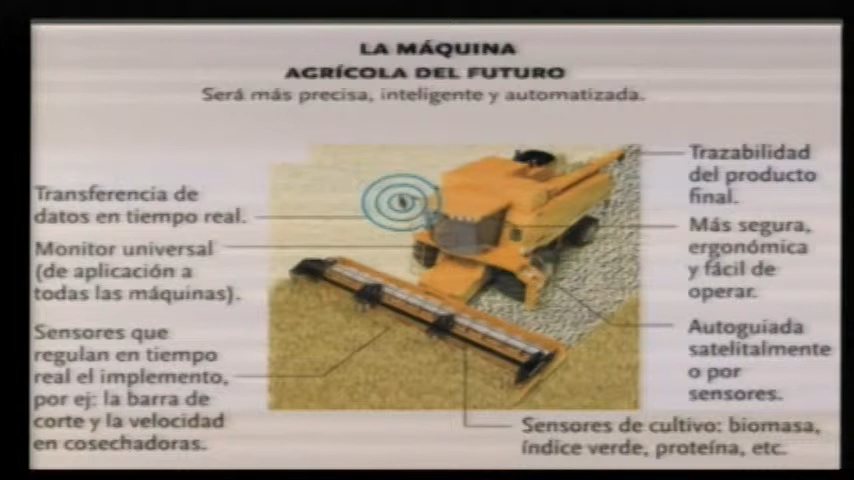 LA MÁQUINA
AGRÍCOLA DEL FUTURO
Será más precisa, inteligente y automatizada.
Transferencia de
datos en tiempo real.
Monitor universal
(de aplicación a
todas las máquinas).
Sensores que
regulan en tiempo
real el implemento,
por ej: la barra de
corte y la velocidad
en cosechadoras.
Trazabilidad
del producto
final.
Más segura,
ergonómica
y fácil de
operar.
Autoguiada
satelitalmente
o por
sensores.
Sensores de cultivo: biomasa,
índice verde, proteína, etc.